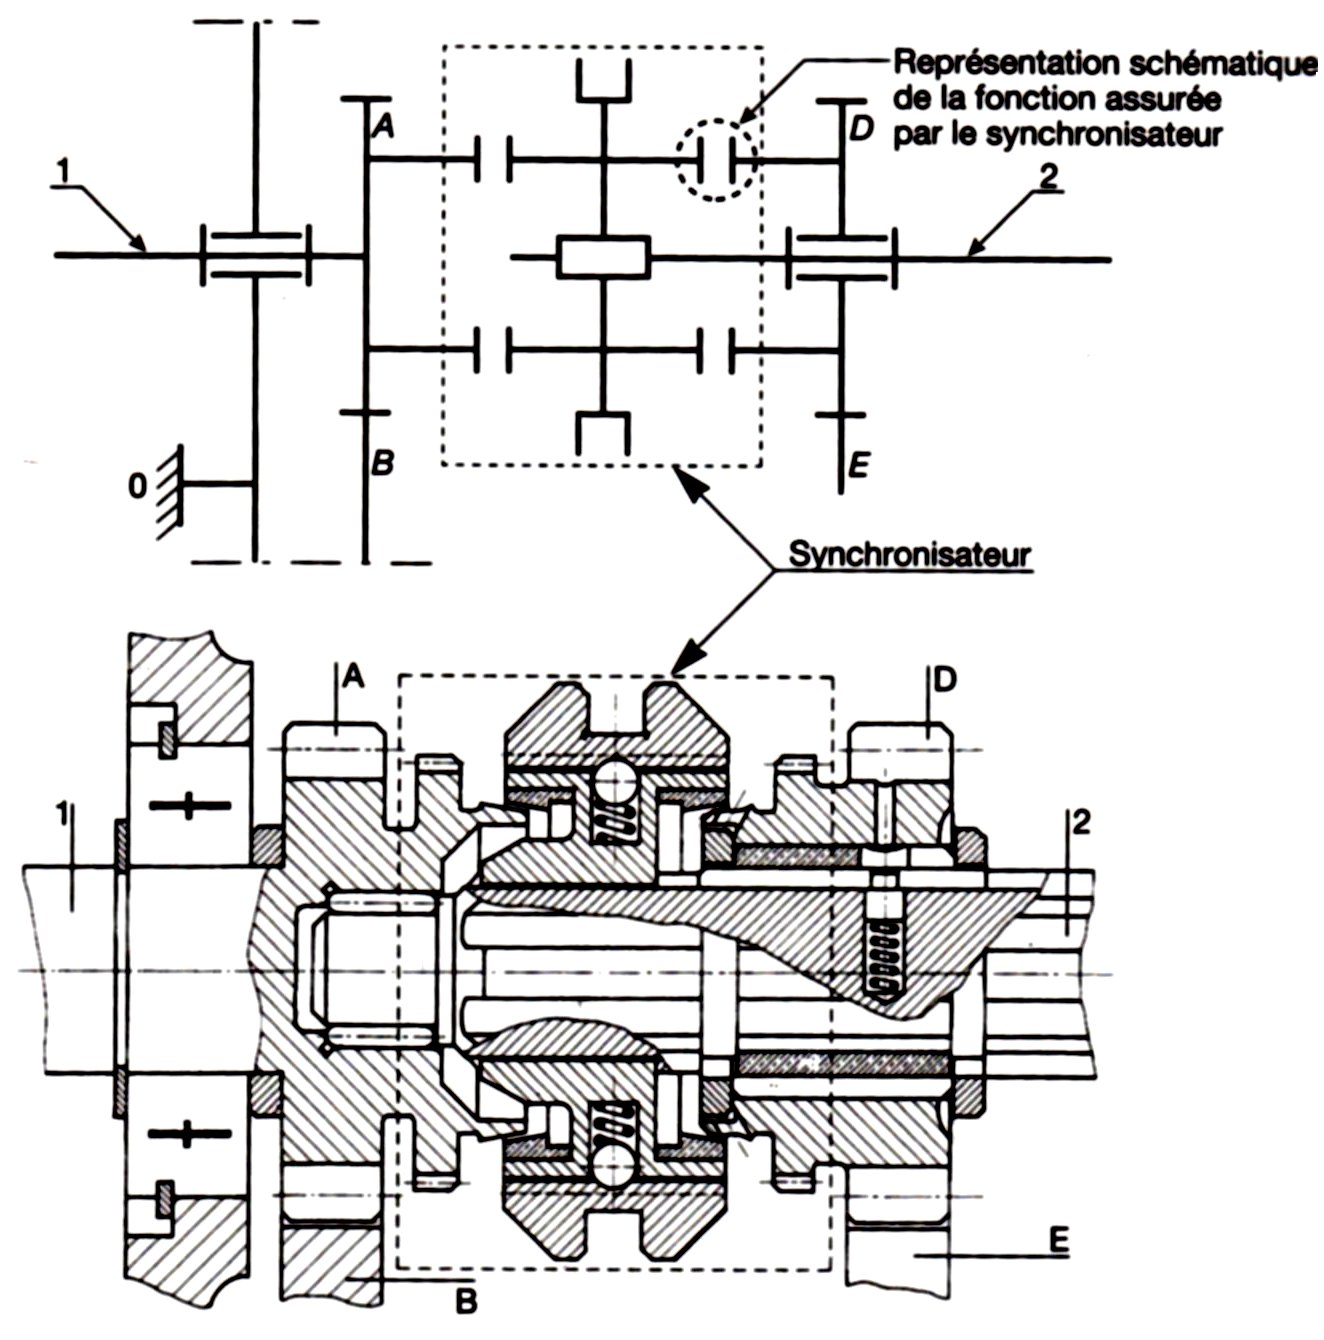 Représentation schématique
de la fonction assurée
par le synchronisateur
A
D
1
2
B
E
0
Synchronisateur
A
D
1
2
E
B